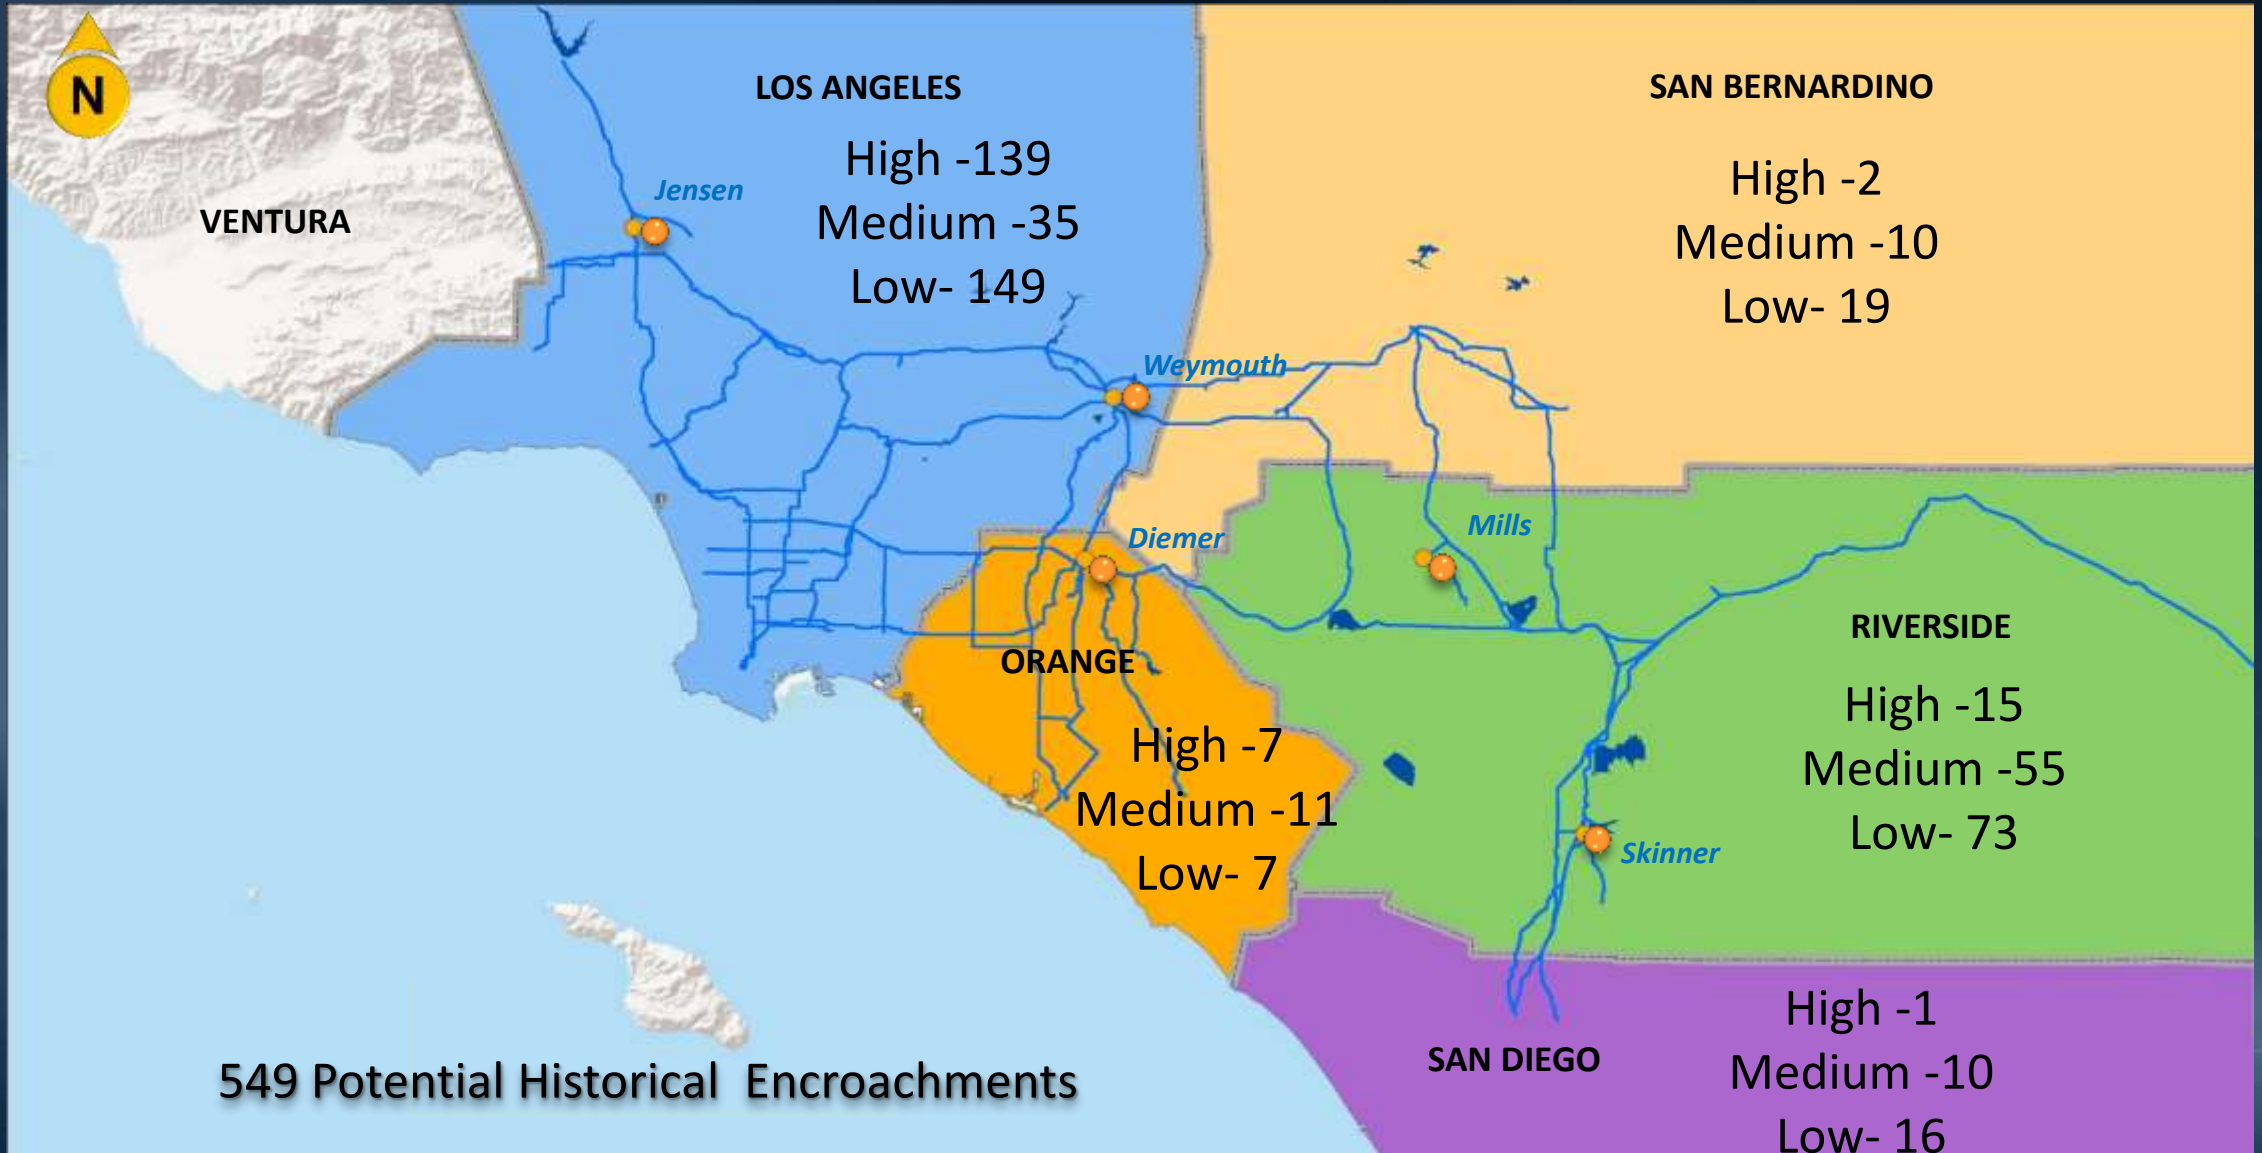 N
LOS ANGELES
High -139
Medium -35
Low- 149
SAN BERNARDINO
High -2
Medium -10
Low- 19
VENTURA
Jensen
Weymouth
Diemer
Mills
ORANGE
High -7
Medium -11
Low- 7
RIVERSIDE
High -15
Medium -55
Low- 73
Skinner
SAN DIEGO
High -1
Medium -10
Low- 16
549 Potential Historical Encroachments